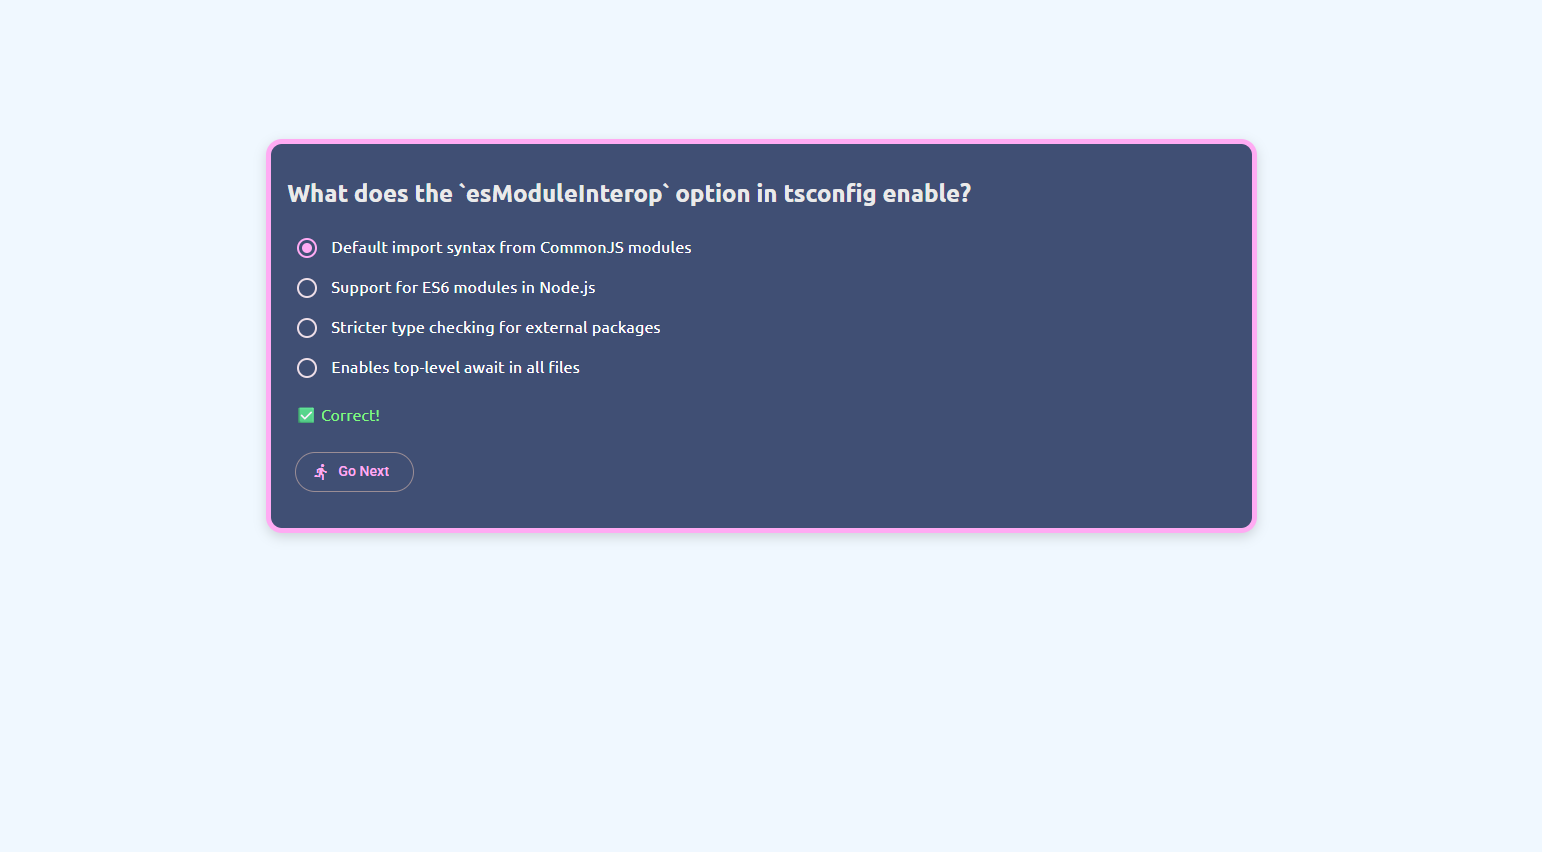 What does the `esModuleInterop` option in tsconfig enable?
Default import syntax from CommonJS modules
Support for ES6 modules in Node.js
Stricter type checking for external packages
Enables top-level await in all files
✅ Correct!
Go Next